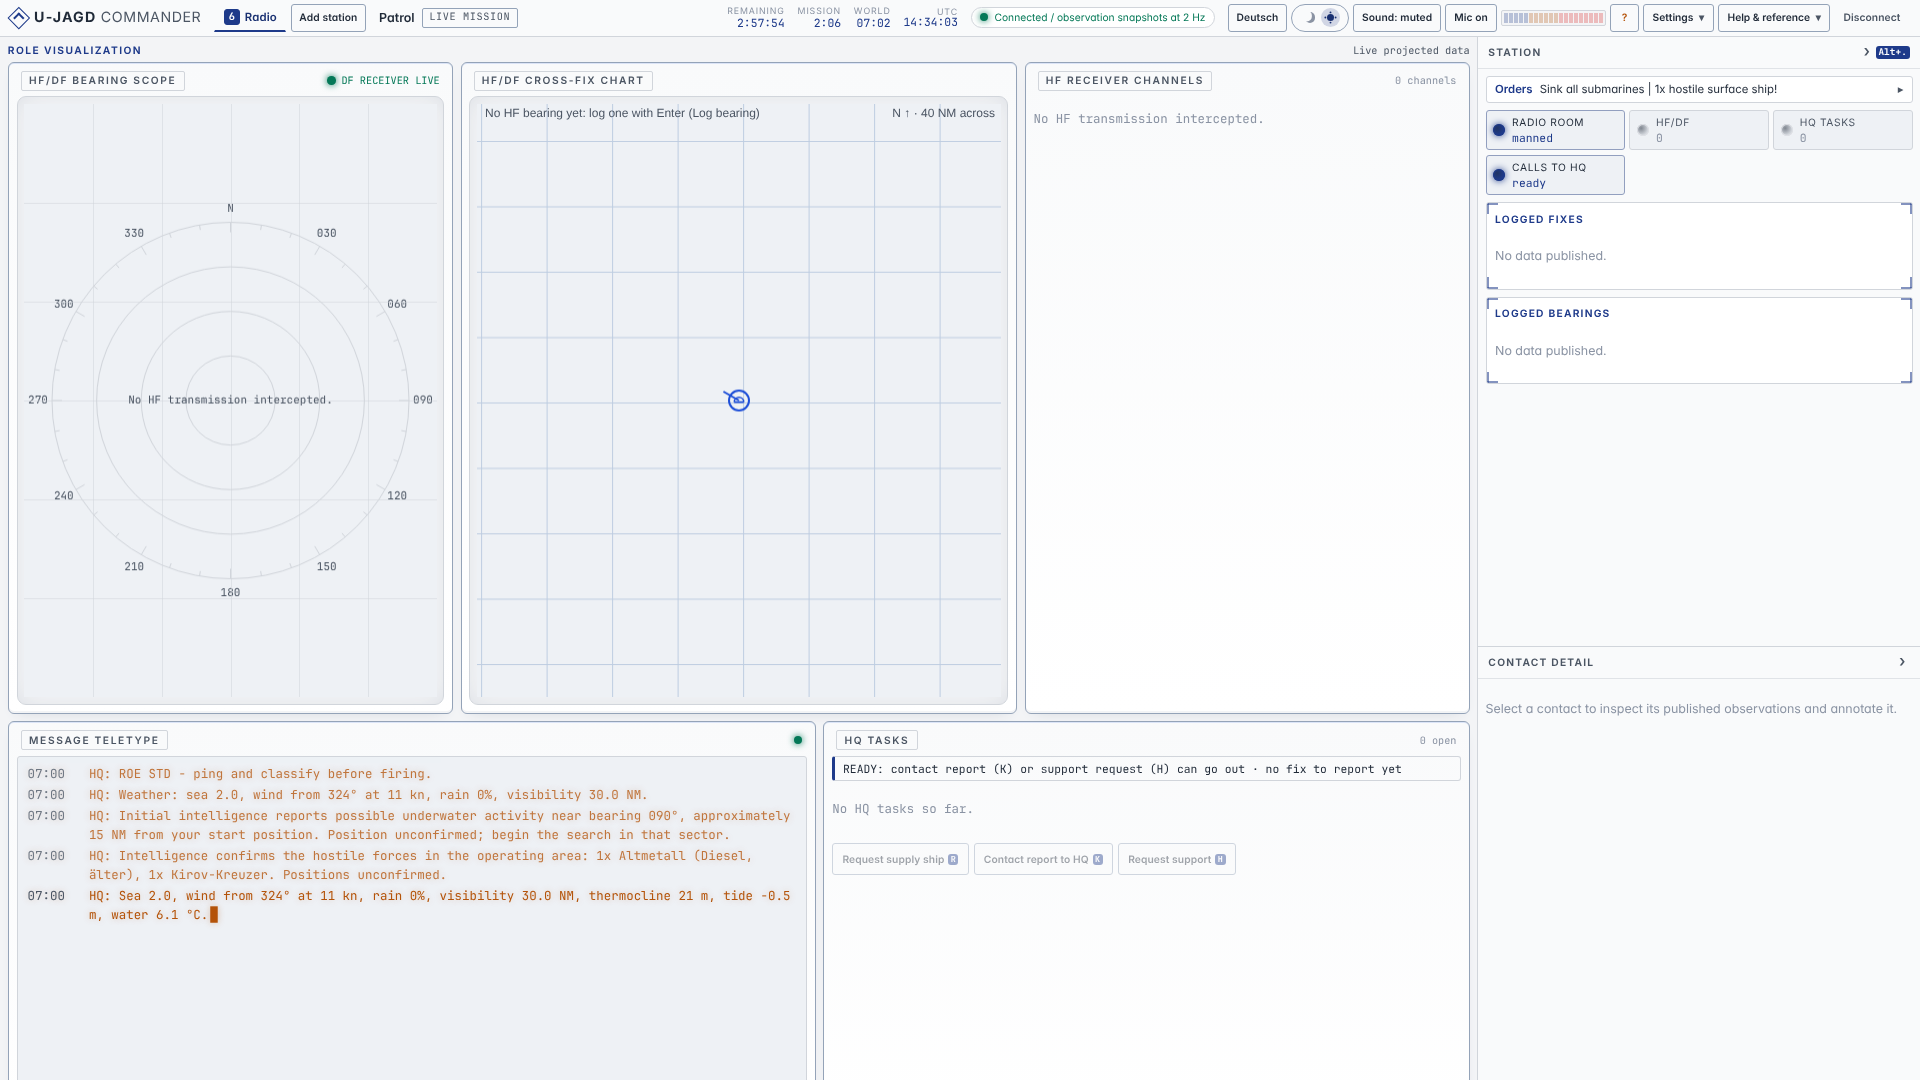 U-JAGD COMMANDER
6 Radio
Add station
Patrol
LIVE MISSION
REMAINING 2:57:54
MISSION 2:06
WORLD 07:02
UTC 14:34:03
Connected / observation snapshots at 2 Hz
Deutsch
Sound: muted
Mic on
?
Settings ▾
Help & reference ▾
Disconnect
ROLE VISUALIZATION
Live projected data
HF/DF BEARING SCOPE
DF RECEIVER LIVE
N
330
030
300
060
No HF transmission intercepted.
270
090
240
120
210
150
180
HF/DF CROSS-FIX CHART
No HF bearing yet: log one with Enter (Log bearing)
N ↑ · 40 NM across
HF RECEIVER CHANNELS
0 channels
No HF transmission intercepted.
STATION
Alt+.
Orders Sink all submarines | 1x hostile surface ship!
RADIO ROOM
manned
HF/DF
0
HQ TASKS
0
CALLS TO HQ
ready
LOGGED FIXES
No data published.
LOGGED BEARINGS
No data published.
CONTACT DETAIL
Select a contact to inspect its published observations and annotate it.
MESSAGE TELETYPE
07:00 HQ: ROE STD - ping and classify before firing.
07:00 HQ: Weather: sea 2.0, wind from 324° at 11 kn, rain 0%, visibility 30.0 NM.
07:00 HQ: Initial intelligence reports possible underwater activity near bearing 090°, approximately
15 NM from your start position. Position unconfirmed; begin the search in that sector.
07:00 HQ: Intelligence confirms the hostile forces in the operating area: 1x Altmetall (Diesel,
älter), 1x Kirov-Kreuzer. Positions unconfirmed.
07:00 HQ: Sea 2.0, wind from 324° at 11 kn, rain 0%, visibility 30.0 NM, thermocline 21 m, tide -0.5
m, water 6.1 °C.
HQ TASKS
0 open
READY: contact report (K) or support request (H) can go out · no fix to report yet
No HQ tasks so far.
Request supply ship R
Contact report to HQ K
Request support H